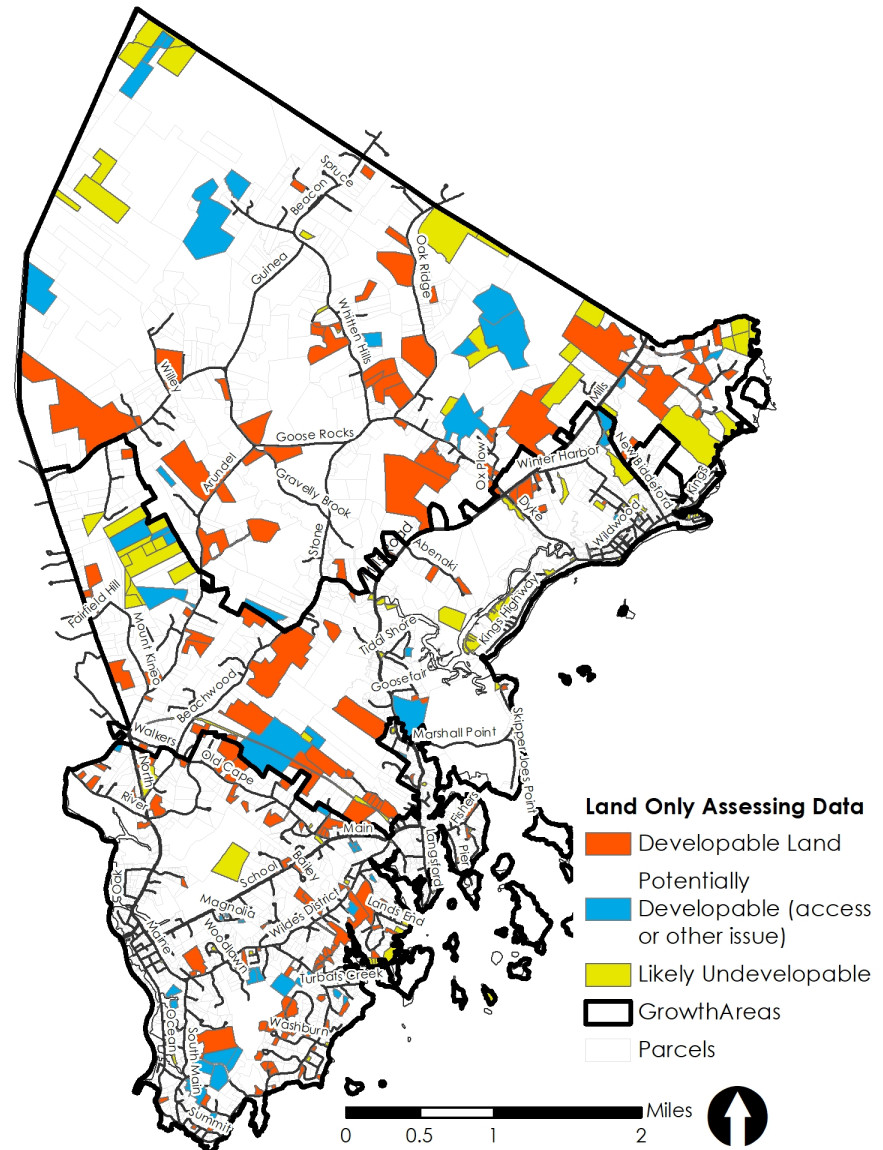 Spruce
Beacon
Oak Ridge
Guinea
Whitten Hills
Willey
Mills
Goose Rocks
Ox Plow
Winter Harbor
New Biddeford
Kings
Arundel
Gravelly Brook
Dyke
Wildwood
Stone
Abenaki
Fairfield Hill
Kings Highway
Mount Kineo
Tidal Shore
Goosefair
Beachwood
Marshall Point
Skipper Joes Point
Walkers
Old Cape
North
River
Main
Fishers
Pier
Langsford
School
Bailey
Oak
Magnolia
Wildes District
Lands End
Maine
Woodlawn
Turbats Creek
Ocean
South Main
Washburn
Summit
Land Only Assessing Data
Developable Land
Potentially
Developable (access
or other issue)
Likely Undevelopable
GrowthAreas
Parcels
Miles
0 0.5 1 2